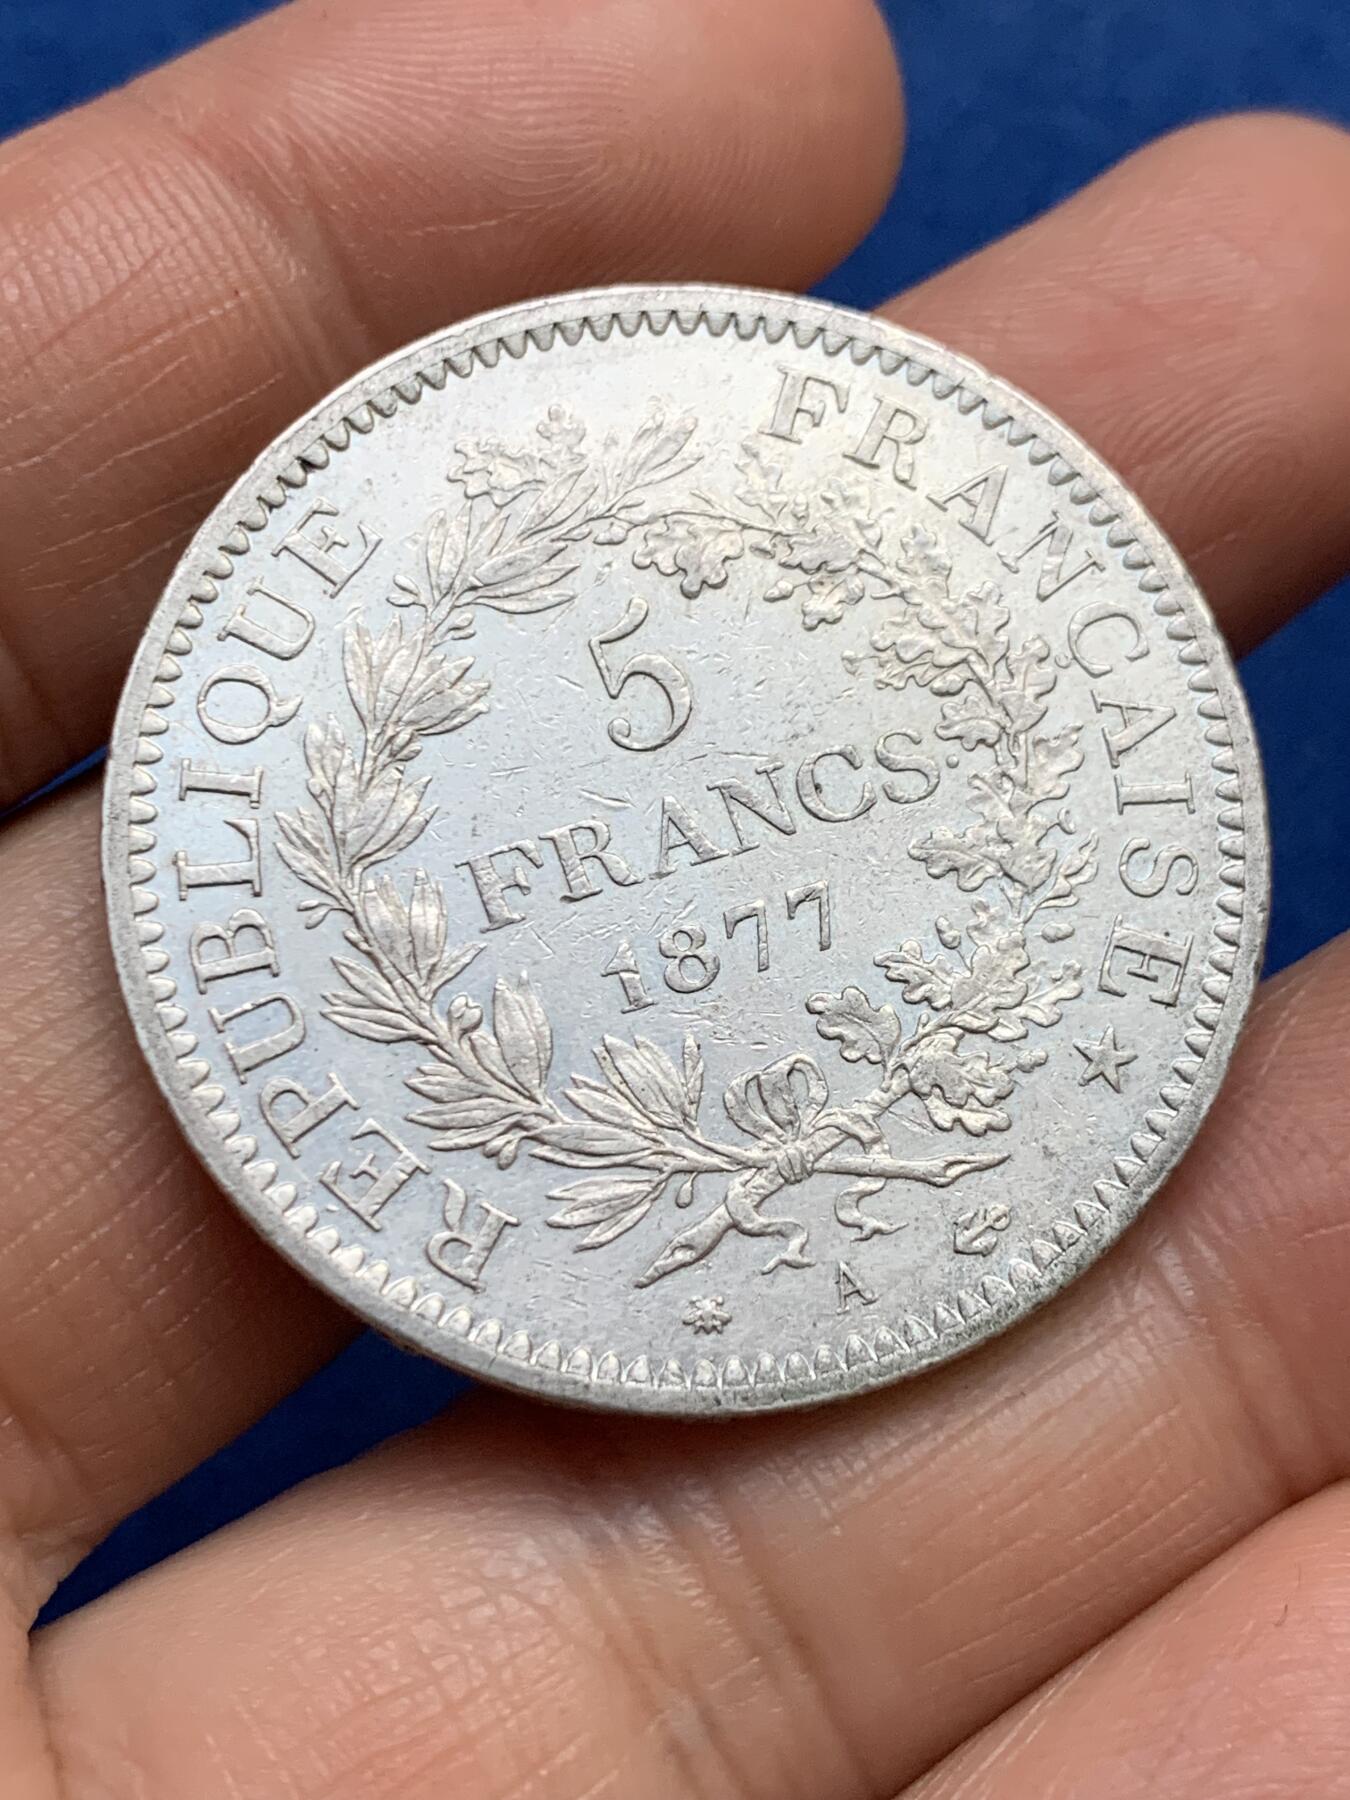 REPUBLIQUE FRANÇAISE
5
FRANCS.
1877
A